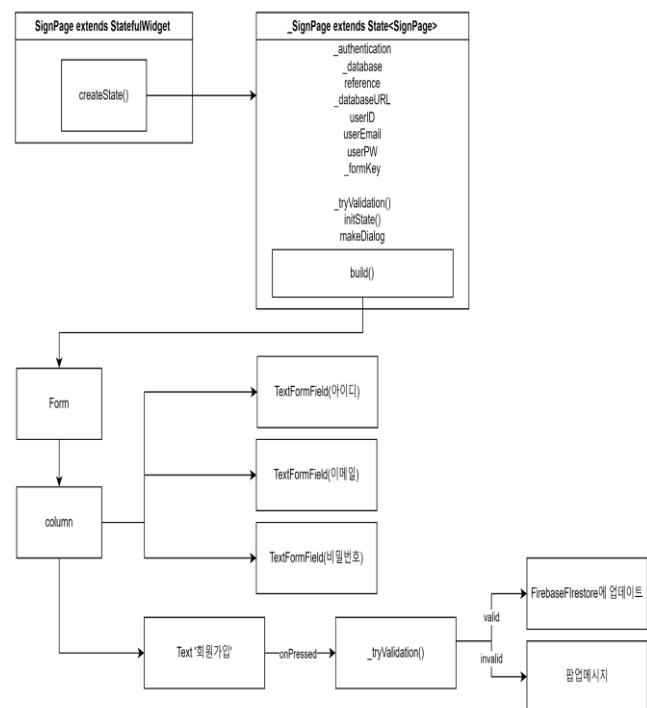 SignPage extends StatefulWidget
createState()
_SignPage extends State<SignPage>
_authentication
_database
reference
_databaseURL
userID
userEmail
userPW
_formKey
_tryValidation()
initState()
makeDialog
build()
Form
column
TextFormField(아이디)
TextFormField(이메일)
TextFormField(비밀번호)
Text '회원가입'
onPressed
_tryValidation()
valid
invalid
FirebaseFIrestore에 업데이트
팝업메시지